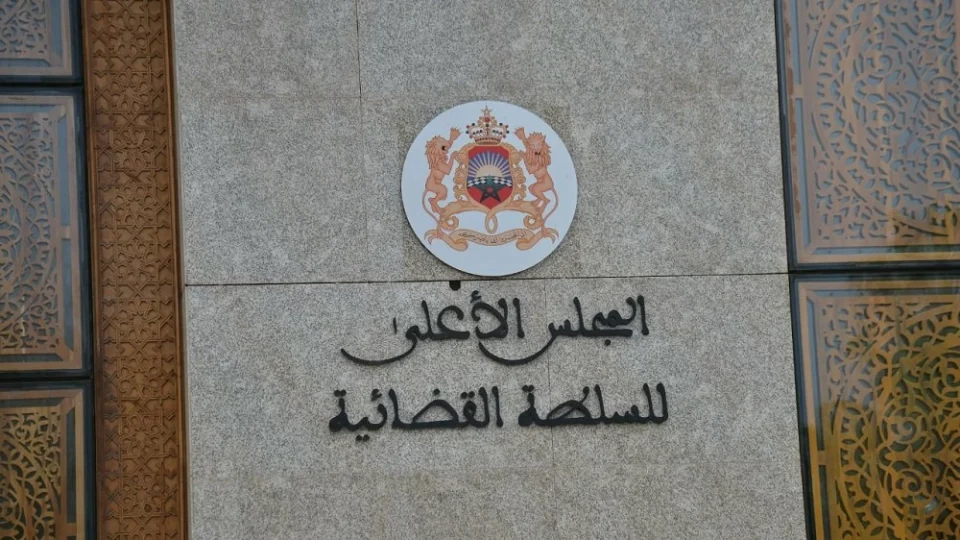 المجلس الأعلى
للسلطة القضائية